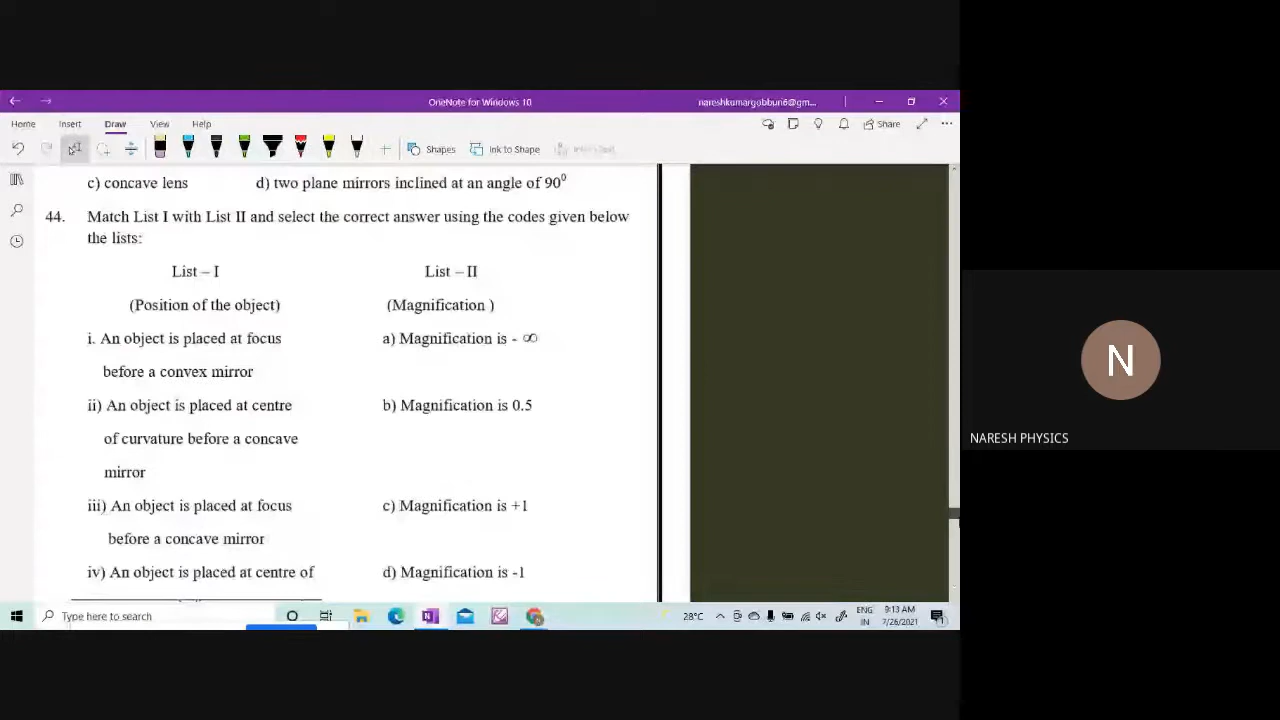 OneNote for Windows 10
nareshkumargobburi6@gm...
Home Insert Draw View Help
Share
Shapes Ink to Shape
c) concave lens d) two plane mirrors inclined at an angle of 90⁰
44. Match List I with List II and select the correct answer using the codes given below
the lists:
List – I List – II
(Position of the object) (Magnification )
i. An object is placed at focus a) Magnification is - ∞
before a convex mirror
ii) An object is placed at centre b) Magnification is 0.5
of curvature before a concave
mirror
iii) An object is placed at focus c) Magnification is +1
before a concave mirror
iv) An object is placed at centre of d) Magnification is -1
N
NARESH PHYSICS
Type here to search
28°C
ENG
IN
9:13 AM
7/26/2021